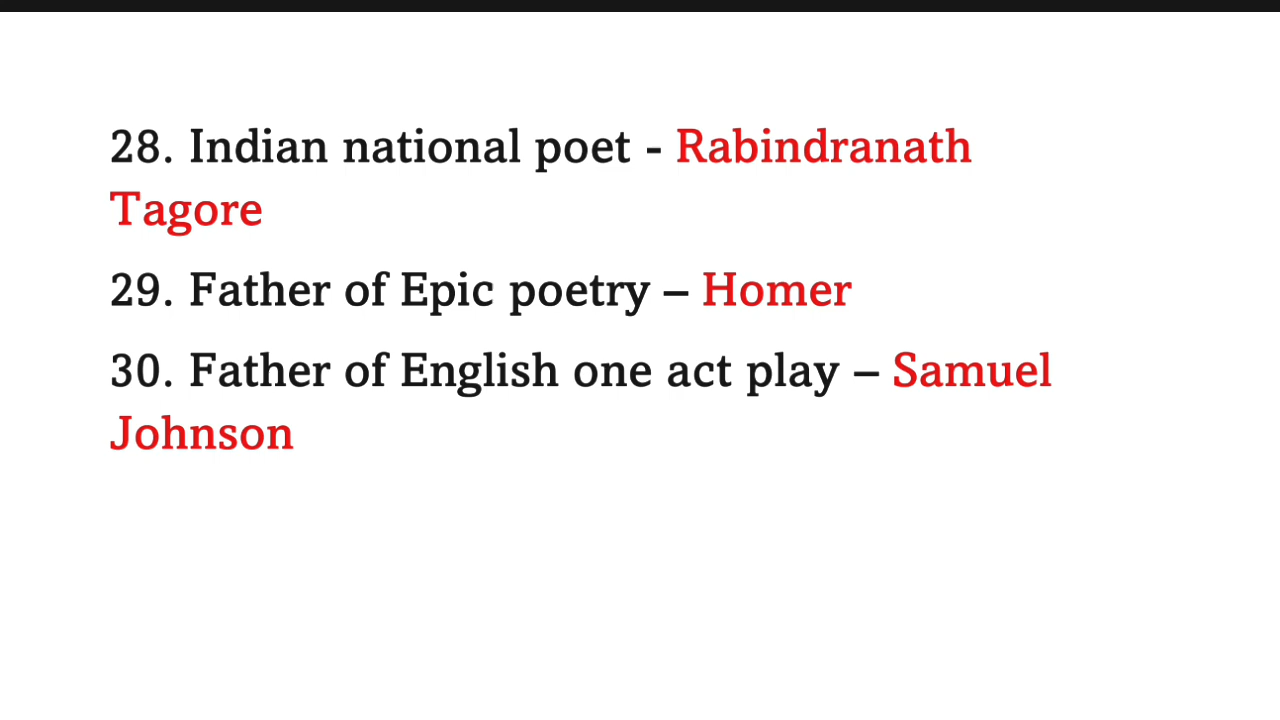 28. Indian national poet - Rabindranath
Tagore
29. Father of Epic poetry – Homer
30. Father of English one act play – Samuel
Johnson